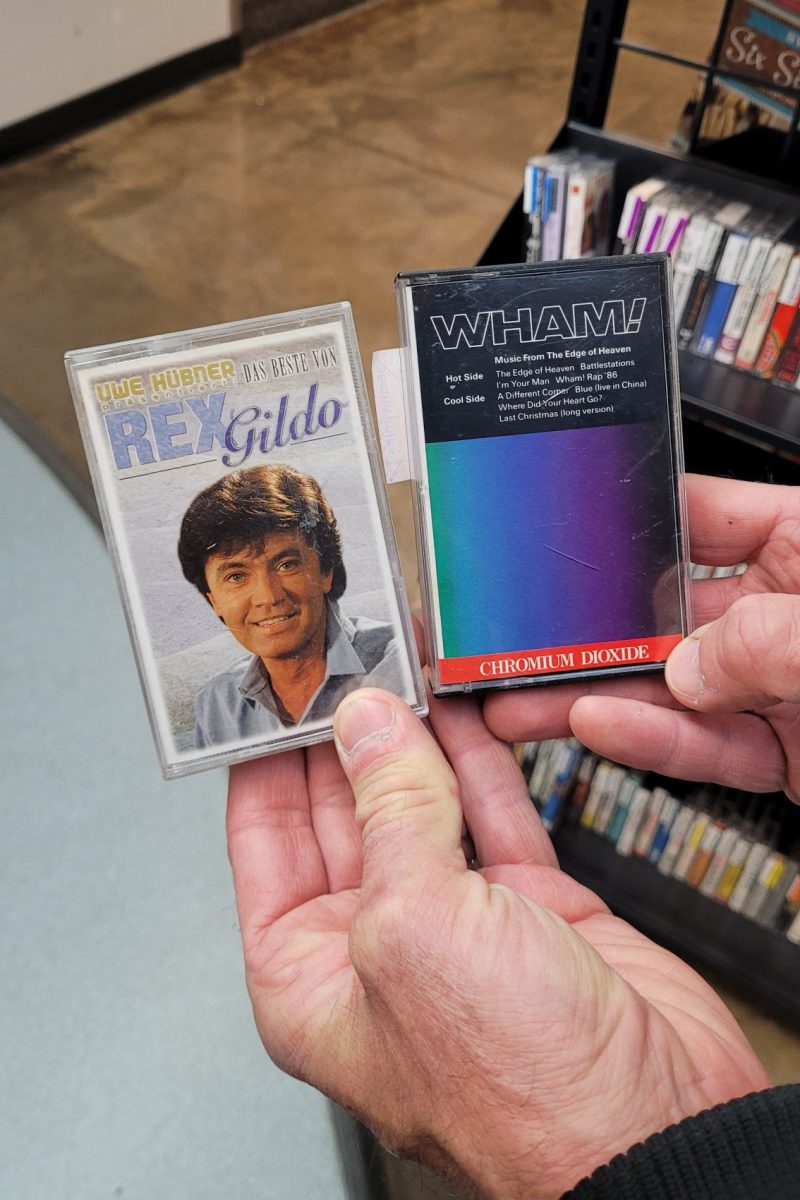 UWE HÜBNER
präsentiert:
DAS BESTE VON
REX
Gildo
WHAM!
Music From The Edge of Heaven
Hot Side
The Edge of Heaven Battlestations
I'm Your Man Wham! Rap '86
Cool Side
A Different Corner Blue (live in China)
Where Did Your Heart Go?
Last Christmas (long version)
CHROMIUM DIOXIDE
Six